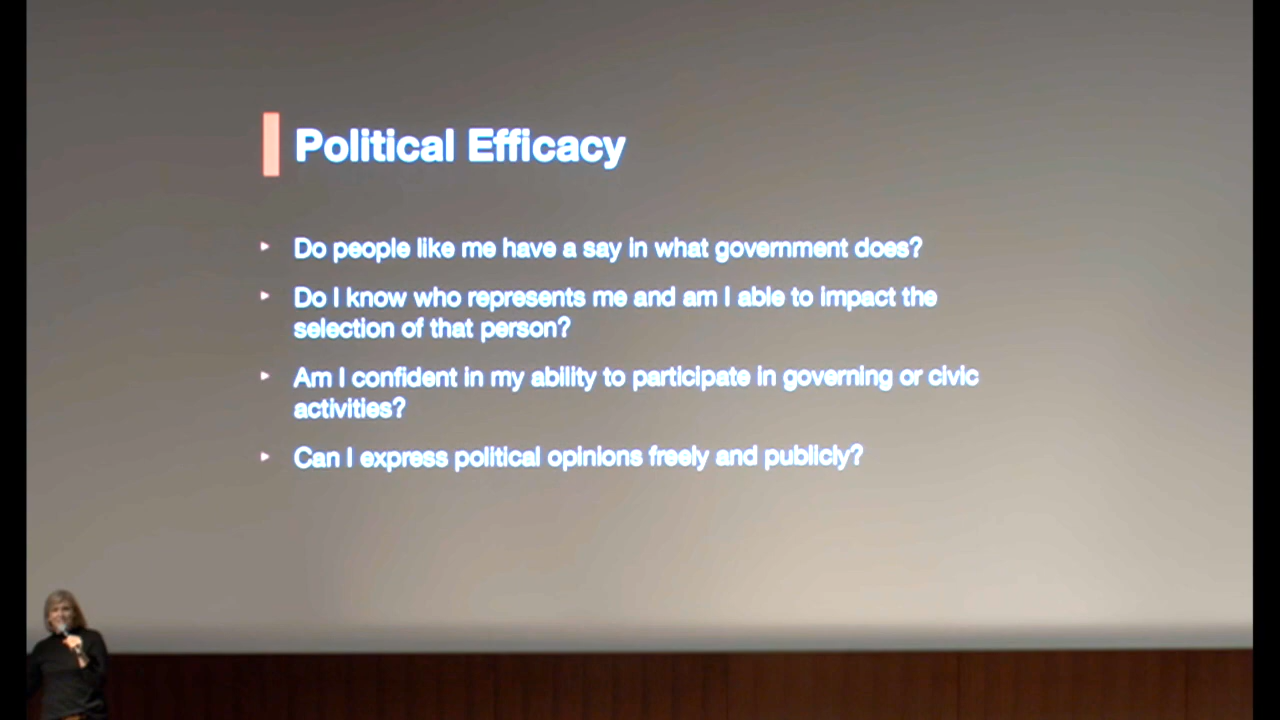 Political Efficacy
Do people like me have a say in what government does?
Do I know who represents me and am I able to impact the
selection of that person?
Am I confident in my ability to participate in governing or civic
activities?
Can I express political opinions freely and publicly?